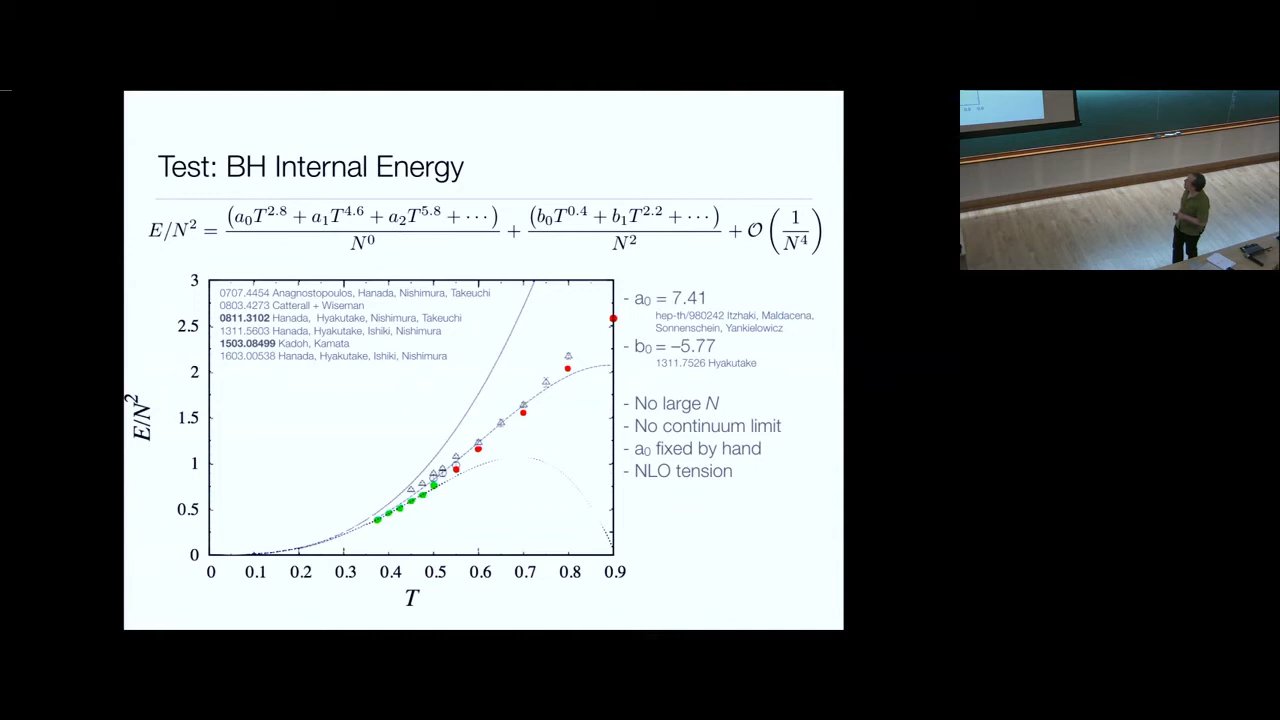 Test: BH Internal Energy
E/N² = (a₀T^2.8 + a₁T^4.6 + a₂T^5.8 + ⋯)/N⁰ + (b₀T^0.4 + b₁T^2.2 + ⋯)/N² + 𝒪(1/N⁴)
0707.4454 Anagnostopoulos, Hanada, Nishimura, Takeuchi
0803.4273 Catterall + Wiseman
0811.3102 Hanada, Hyakutake, Nishimura, Takeuchi
1311.5603 Hanada, Hyakutake, Ishiki, Nishimura
1503.08499 Kadoh, Kamata
1603.00538 Hanada, Hyakutake, Ishiki, Nishimura
3
2.5
2
1.5
1
0.5
0
E/N²
0 0.1 0.2 0.3 0.4 0.5 0.6 0.7 0.8 0.9
T
- a₀ = 7.41
hep-th/980242 Itzhaki, Maldacena,
Sonnenschein, Yankielowicz
- b₀ = –5.77
1311.7526 Hyakutake
- No large N
- No continuum limit
- a₀ fixed by hand
- NLO tension